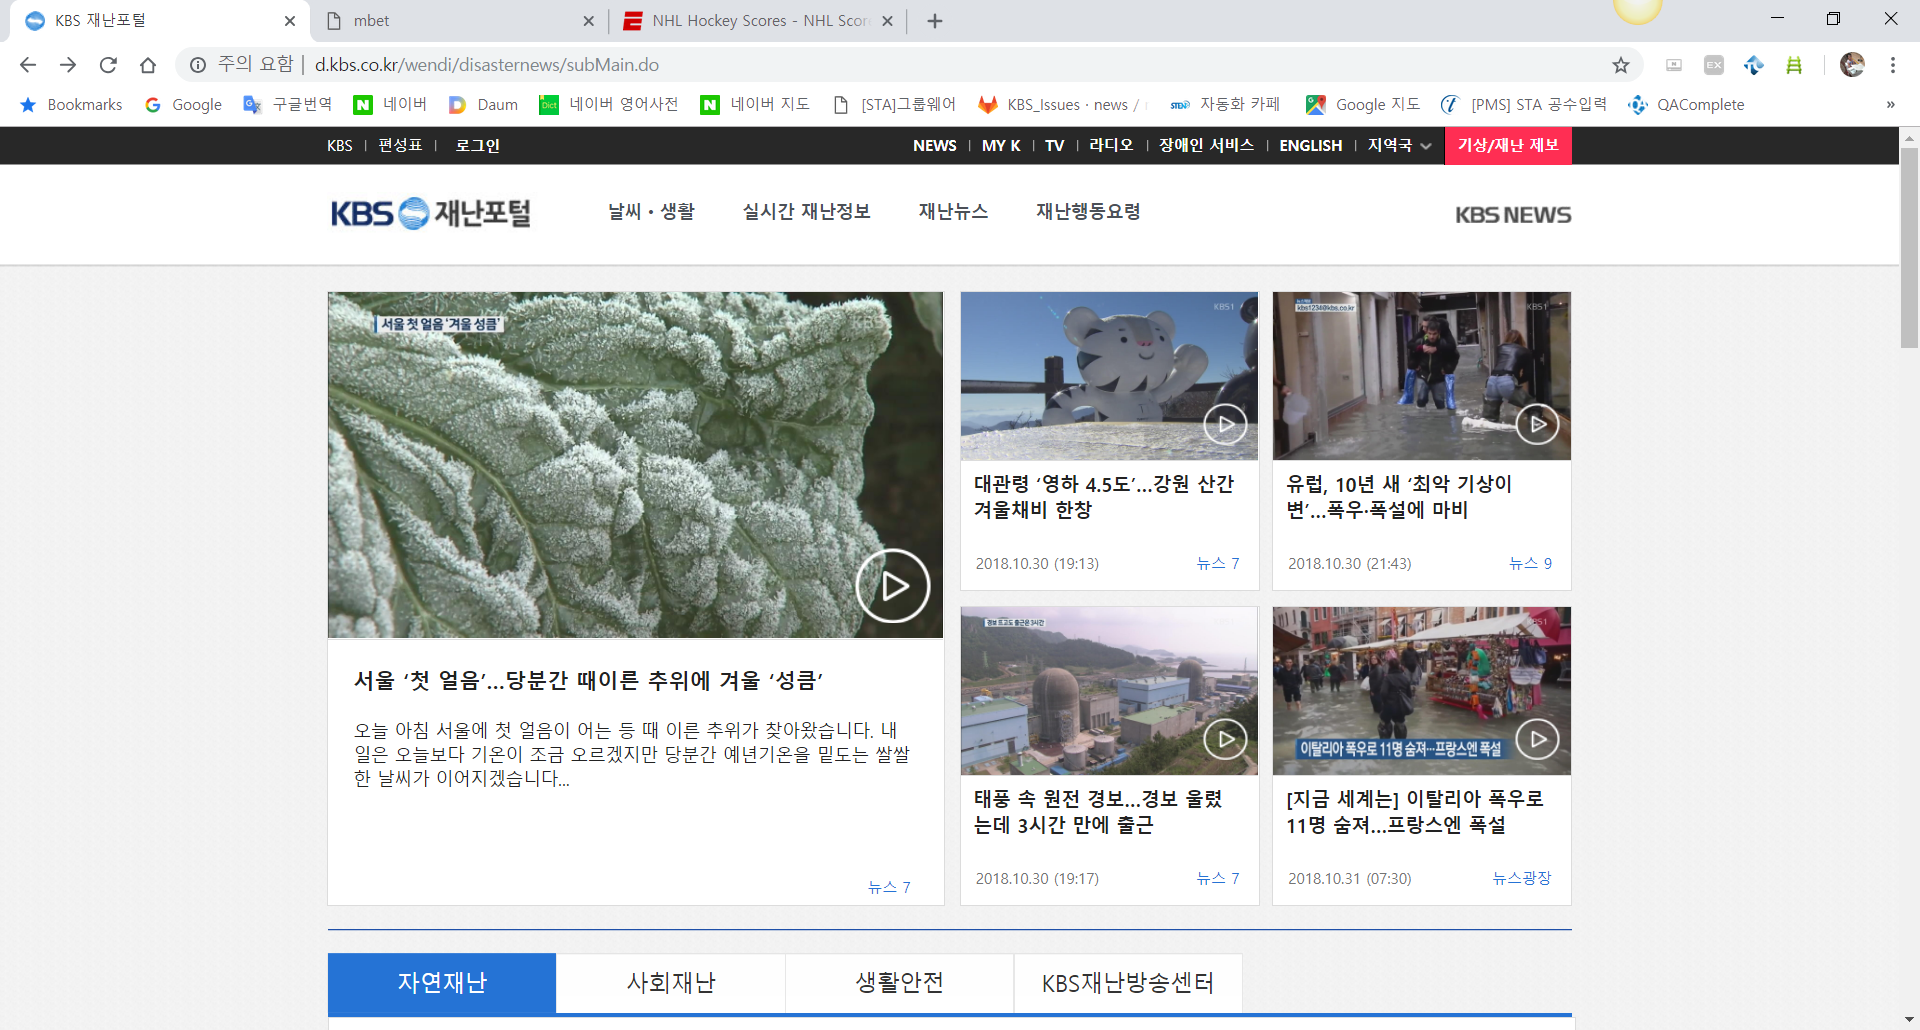 KBS 재난포털
mbet
NHL Hockey Scores - NHL Scor
주의 요함 | d.kbs.co.kr/wendi/disasternews/subMain.do
Bookmarks Google 구글번역 네이버 Daum 네이버 영어사전 네이버 지도 [STA]그룹웨어 KBS_Issues · news / 자동화 카페 Google 지도 [PMS] STA 공수입력 QAComplete »
KBS | 편성표 | 로그인
NEWS | MY K | TV | 라디오 | 장애인 서비스 | ENGLISH | 지역국 기상/재난 제보
KBS 재난포털 날씨 • 생활 실시간 재난정보 재난뉴스 재난행동요령 KBS NEWS
서울 첫 얼음 '겨울 성큼'
서울 ‘첫 얼음’...당분간 때이른 추위에 겨울 ‘성큼’
오늘 아침 서울에 첫 얼음이 어는 등 때 이른 추위가 찾아왔습니다. 내
일은 오늘보다 기온이 조금 오르겠지만 당분간 예년기온을 밑도는 쌀쌀
한 날씨가 이어지겠습니다...
뉴스 7
KBS1
대관령 ‘영하 4.5도’...강원 산간
겨울채비 한창
2018.10.30 (19:13) 뉴스 7
kbs1234@kbs.co.kr
KBS1
유럽, 10년 새 ‘최악 기상이
변’...폭우·폭설에 마비
2018.10.30 (21:43) 뉴스 9
경보 뜨고도 출근은 3시간
태풍 속 원전 경보...경보 울렸
는데 3시간 만에 출근
2018.10.30 (19:17) 뉴스 7
이탈리아 폭우로 11명 숨져…프랑스엔 폭설
[지금 세계는] 이탈리아 폭우로
11명 숨져...프랑스엔 폭설
2018.10.31 (07:30) 뉴스광장
자연재난 사회재난 생활안전 KBS재난방송센터